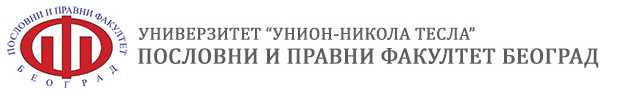 ПОСЛОВНИ И ПРАВНИ ФАКУЛТЕТ
БЕОГРАД
УНИВЕРЗИТЕТ “УНИОН-НИКОЛА ТЕСЛА”
ПОСЛОВНИ И ПРАВНИ ФАКУЛТЕТ БЕОГРАД